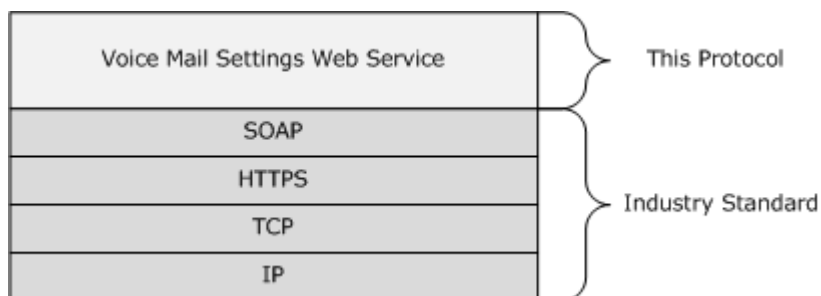 Voice Mail Settings Web Service
This Protocol
SOAP
HTTPS
TCP
IP
Industry Standard